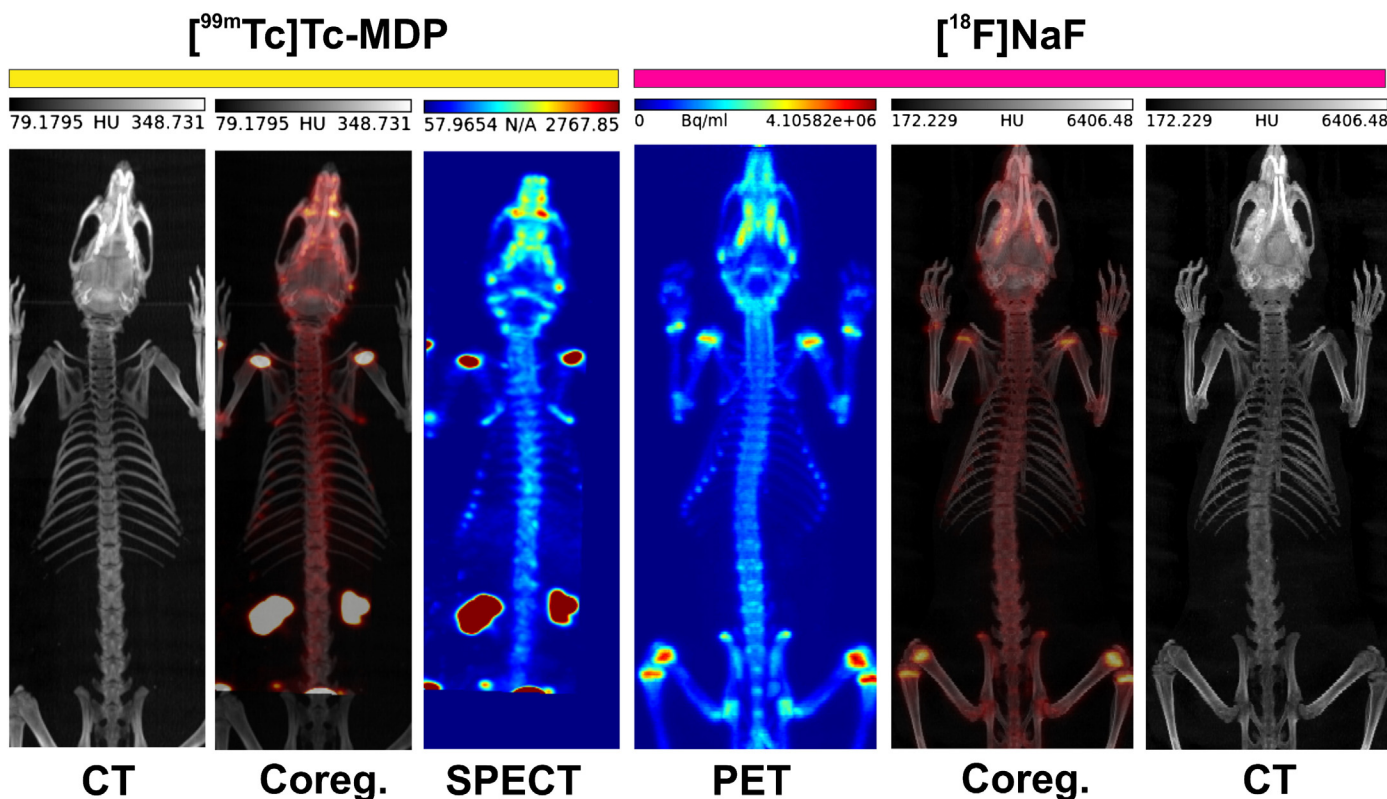 [⁹⁹ᵐTc]Tc-MDP [¹⁸F]NaF
79.1795 HU 348.731 79.1795 HU 348.731 57.9654 N/A 2767.85 0 Bq/ml 4.10582e+06 172.229 HU 6406.48 172.229 HU 6406.48
CT Coreg. SPECT PET Coreg. CT